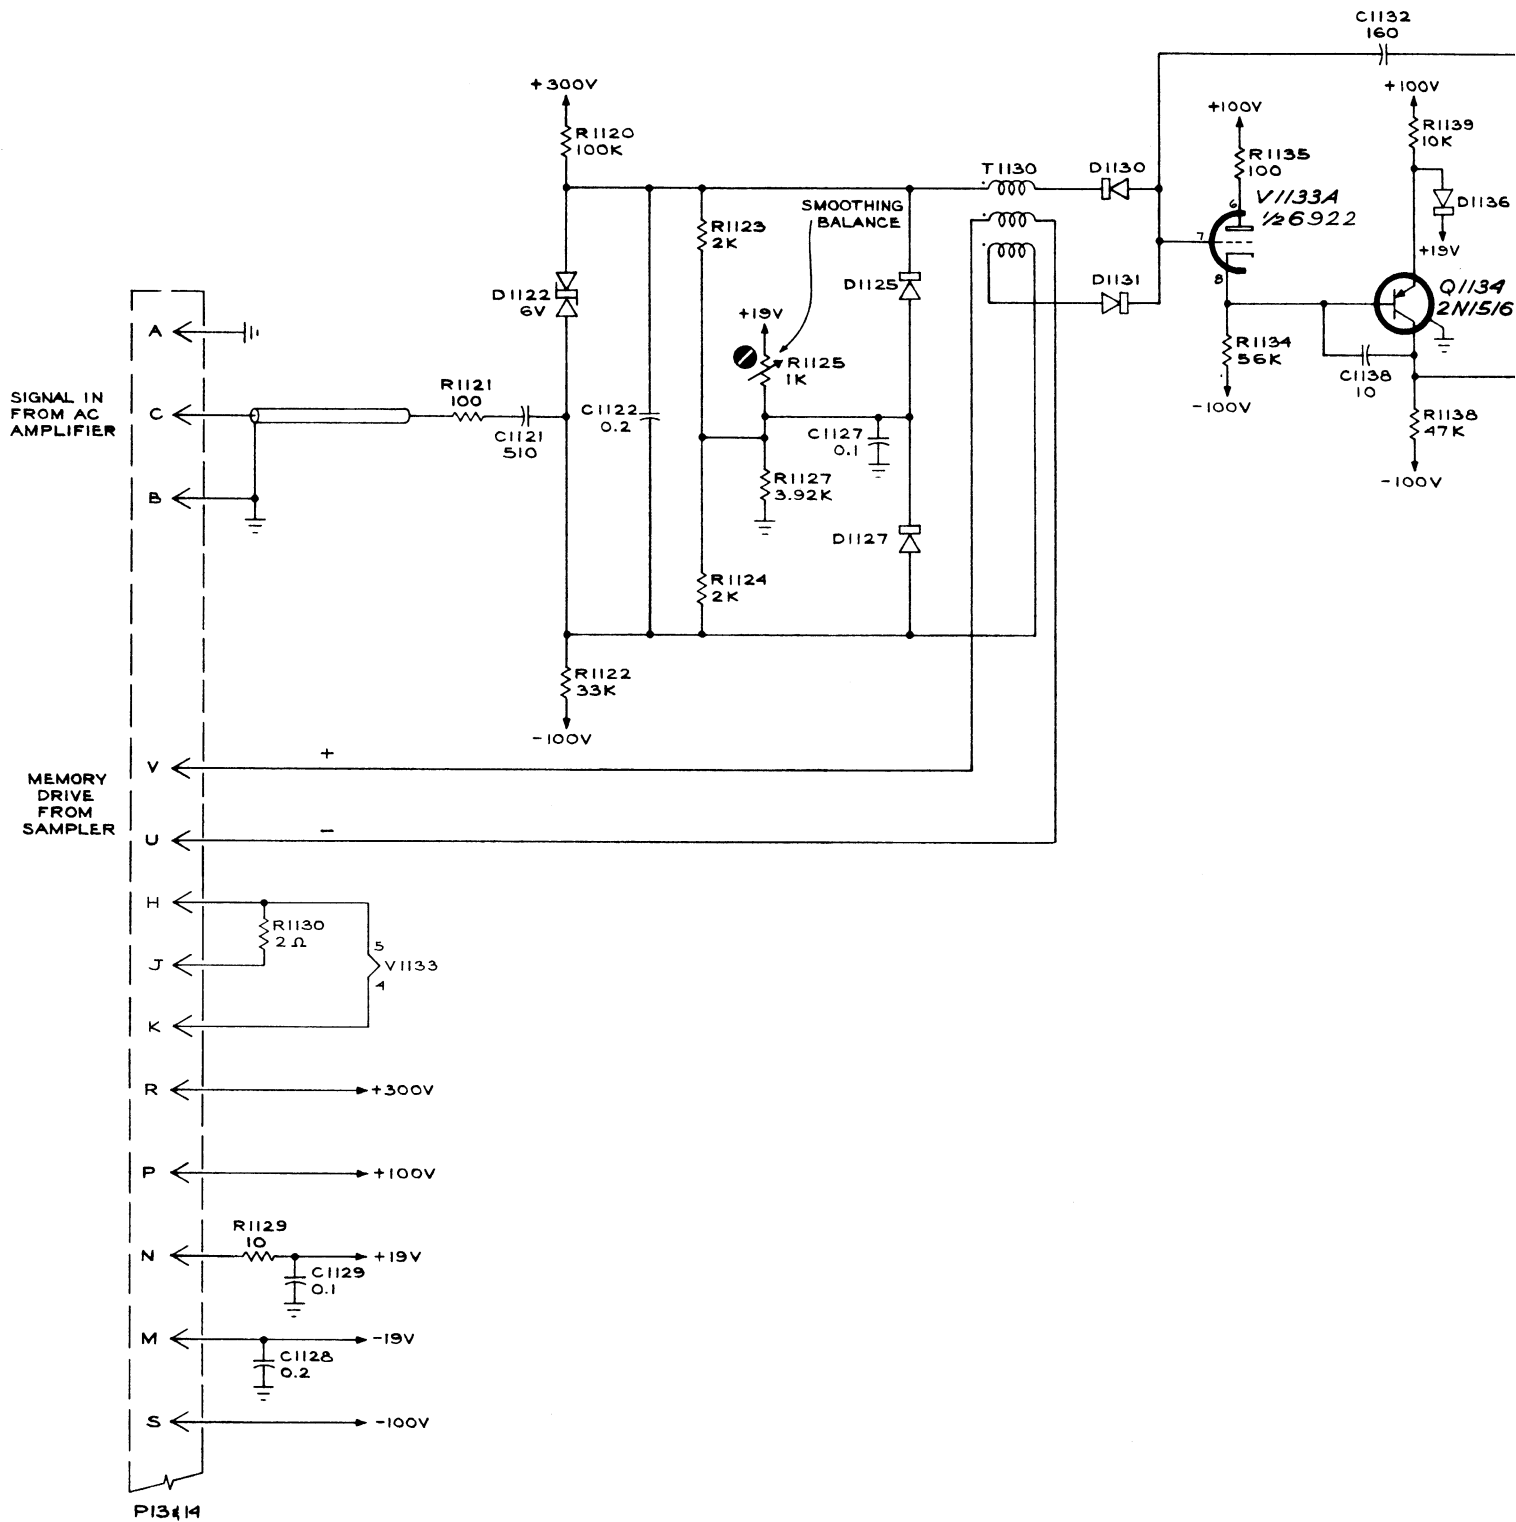 C1132
160
+300V
+100V
R1139
10K
+100V
R1135
100
R1120
100K
T1130
D1130
V1133A
½6922
6
7
8
D1136
+19V
SMOOTHING
BALANCE
R1123
2K
D1122
6V
D1125
D1131
Q1134
2N1516
+19V
R1125
1K
R1134
56K
-100V
C1138
10
R1138
47K
-100V
A
SIGNAL IN
FROM AC
AMPLIFIER
C
R1121
100
C1121
510
C1122
0.2
C1127
0.1
R1127
3.92K
B
D1127
R1124
2K
R1122
33K
-100V
MEMORY
DRIVE
FROM
SAMPLER
V
+
U
−
H
R1130
2Ω
J
5
V1133
4
K
R
+300V
P
+100V
N
R1129
10
+19V
C1129
0.1
M
-19V
C1128
0.2
S
-100V
P13&14